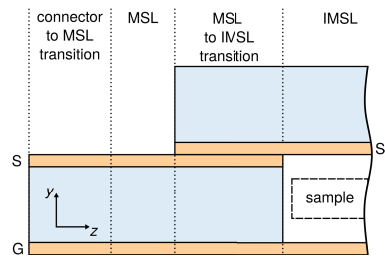 connector
to MSL
transition
MSL
MSL
to IMSL
transition
IMSL
S
S
y
z
sample
G